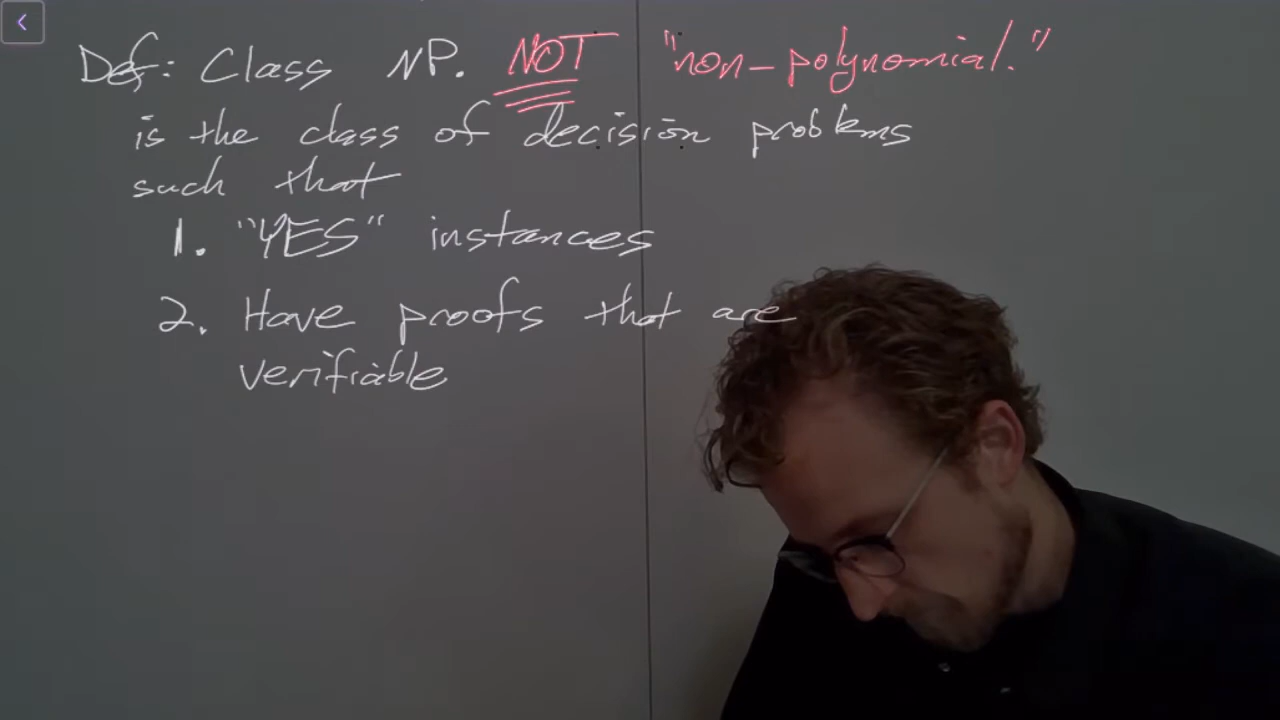 Def: Class NP. NOT "non-polynomial."
is the class of decision problems
such that
1. "YES" instances
2. Have proofs that are
verifiable